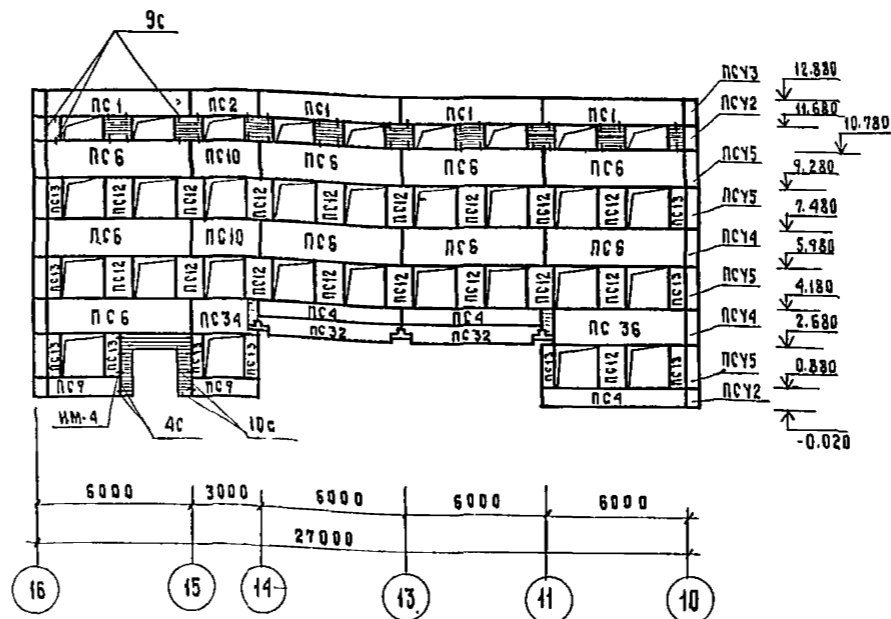 9с
ПС1 ПС2 ПС1 ПС1 ПС1 ПСУ3 12.880
ПСУ2 11.680
10.780
ПС6 ПС10 ПС6 ПС6 ПС6 ПСУ5 9.280
ПС13 ПС12 ПС12 ПС12 ПС12 ПС12 ПС12 ПС12 ПС12 ПС13 ПСУ5 7.480
ПС6 ПС10 ПС6 ПС6 ПС6 ПСУ4 5.980
ПС13 ПС12 ПС12 ПС12 ПС12 ПС12 ПС12 ПС12 ПС12 ПС13 ПСУ5 4.180
ПС6 ПС34 ПС4 ПС4 ПС36 ПСУ4 2.680
ПС32 ПС32
ПС13 ПС13 ПС13 ПС13 ПС13 ПС12 ПС13 ПСУ5 0.880
ПС9 ПС9 ПС4 ПСУ2
-0.020
НМ-4 4С 10с
6000 3000 6000 6000 6000
27000
16 15 14 13 11 10